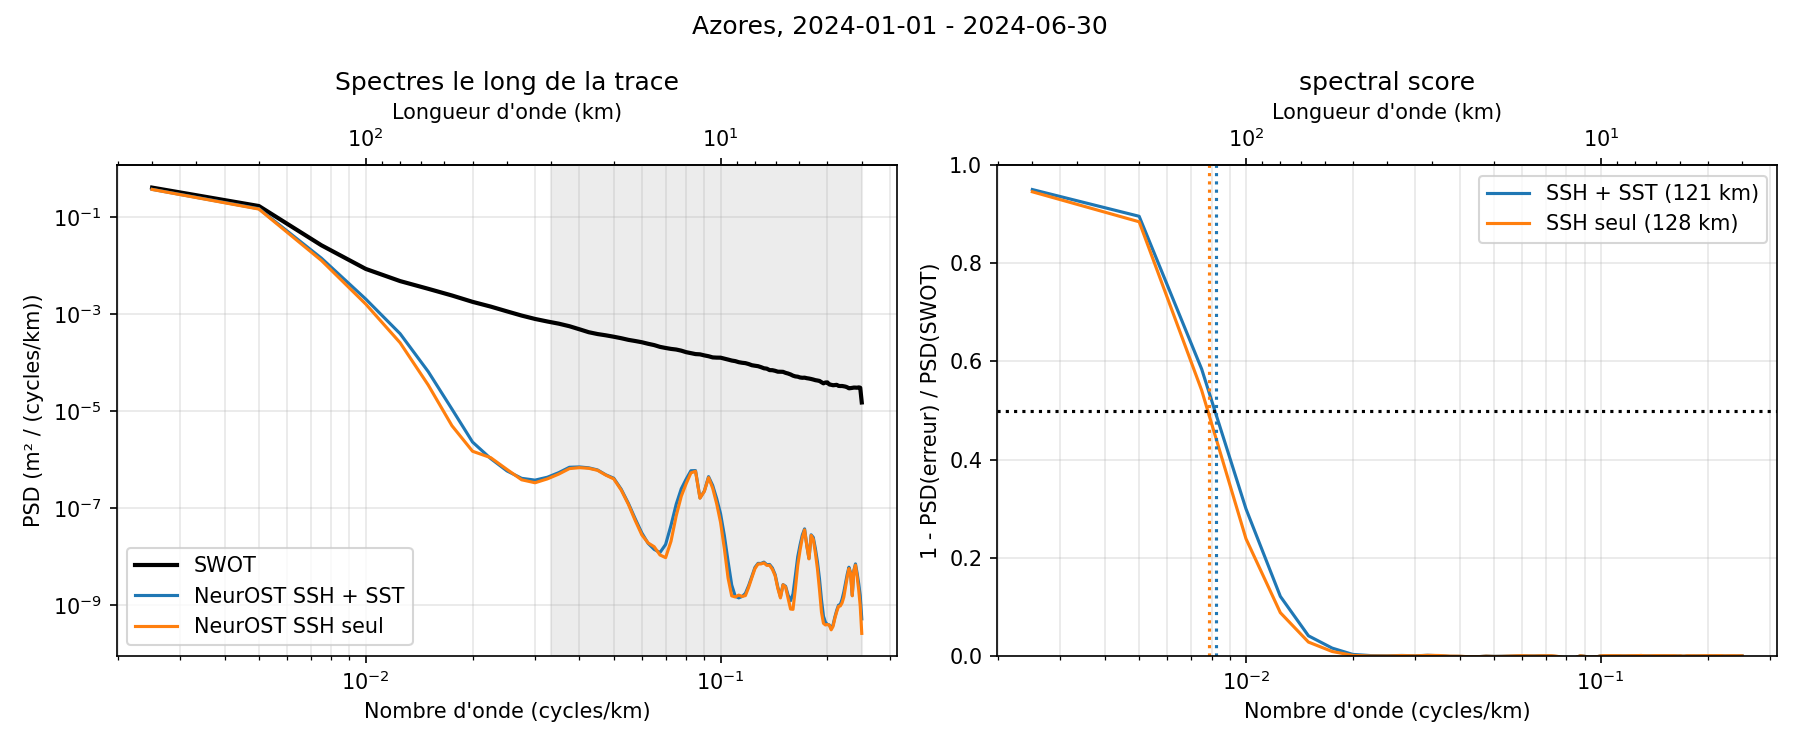 Azores, 2024-01-01 - 2024-06-30
Spectres le long de la trace
Longueur d'onde (km)
10² 10¹
PSD (m² / (cycles/km))
10⁻¹
10⁻³
10⁻⁵
10⁻⁷
10⁻⁹
SWOT
NeurOST SSH + SST
NeurOST SSH seul
10⁻² 10⁻¹
Nombre d'onde (cycles/km)
spectral score
Longueur d'onde (km)
10² 10¹
1 - PSD(erreur) / PSD(SWOT)
1.0
0.8
0.6
0.4
0.2
0.0
SSH + SST (121 km)
SSH seul (128 km)
10⁻² 10⁻¹
Nombre d'onde (cycles/km)